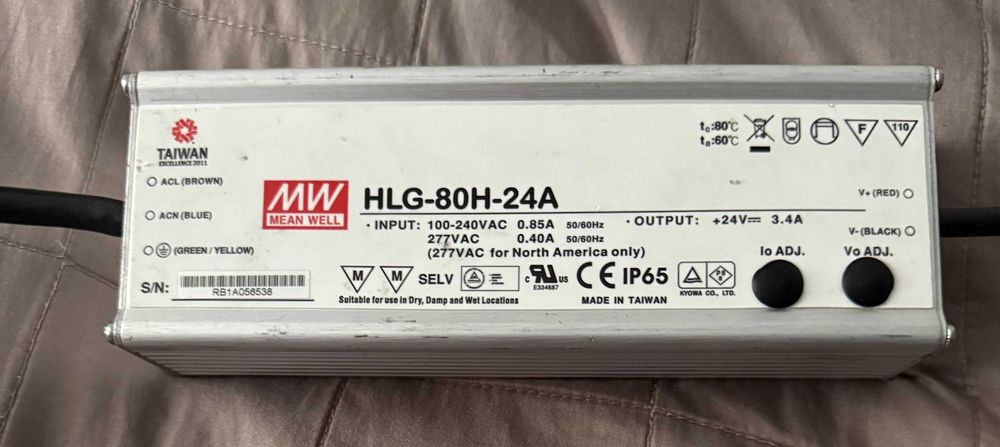 TAIWAN
EXCELLENCE 2011
ACL (BROWN)
ACN (BLUE)
(GREEN / YELLOW)
S/N:
RB1A056538
MW
MEAN WELL
HLG-80H-24A
· INPUT: 100-240VAC 0.85A 50/60Hz
277VAC 0.40A 50/60Hz
(277VAC for North America only)
· OUTPUT: +24V⎓ 3.4A
tc:80℃
ta:60℃
F
110
V+ (RED)
V- (BLACK)
Io ADJ.
Vo ADJ.
M M SELV
c RU us
E334687
CE IP65
MADE IN TAIWAN
PS
E
KYOWA CO., LTD.
Suitable for use in Dry, Damp and Wet Locations